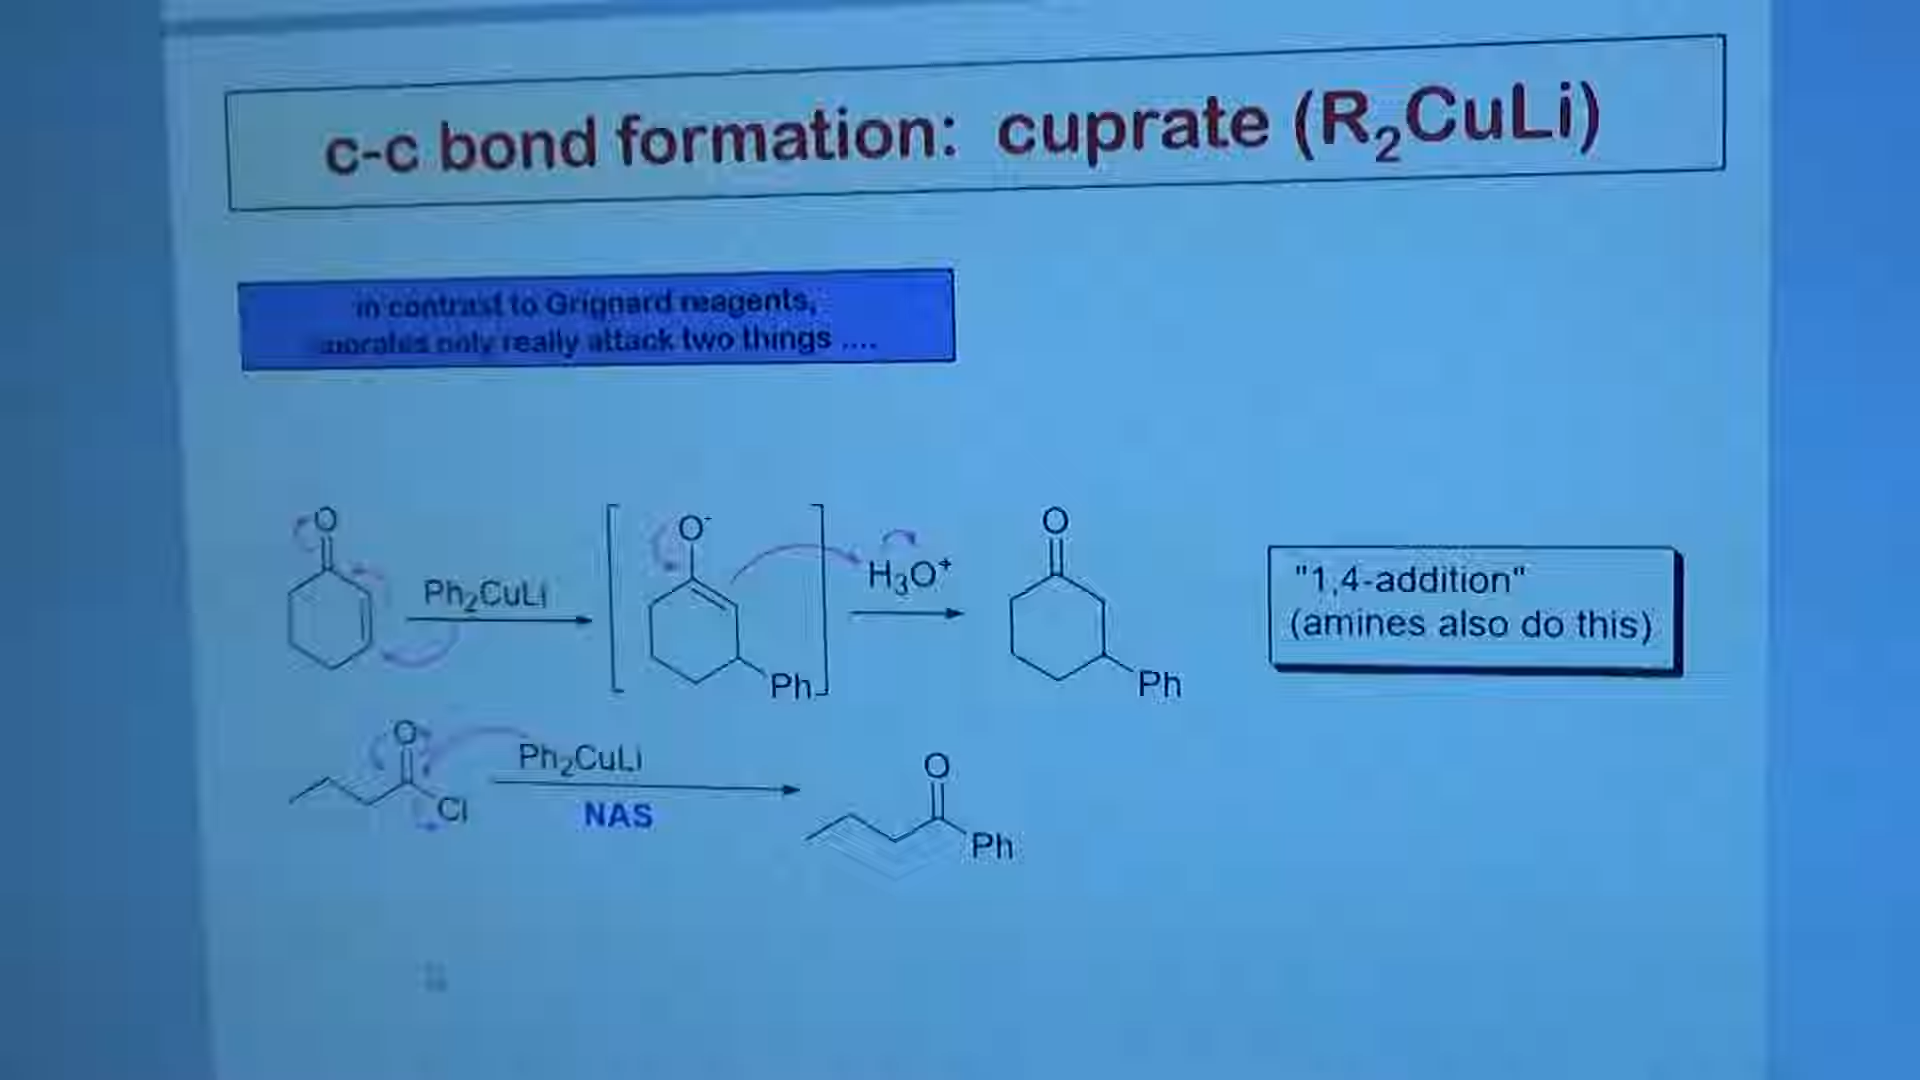 c-c bond formation: cuprate (R₂CuLi)
in contrast to Grignard reagents,
only really attack two things ....
O
Ph₂CuLi
O⁻
Ph
H₃O⁺
O
Ph
"1,4-addition"
(amines also do this)
O
Cl
Ph₂CuLi
NAS
O
Ph